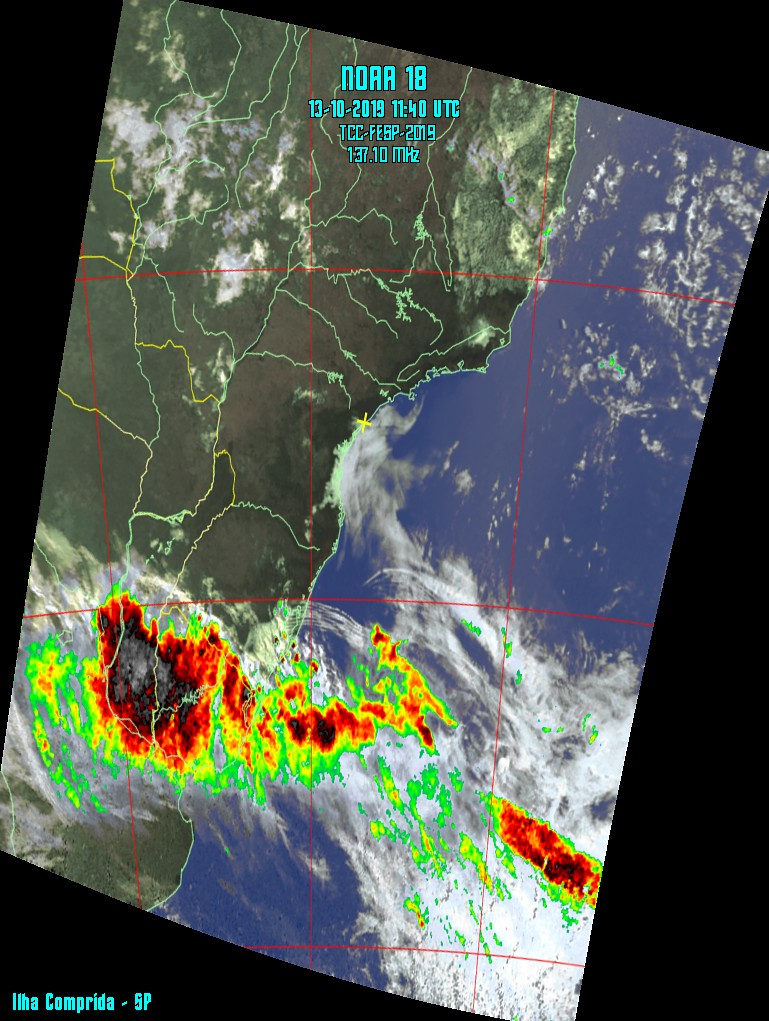 NOAA 18
13-10-2019 11:40 UTC
TCC-FESP-2019
137.10 MHz
Ilha Comprida - SP